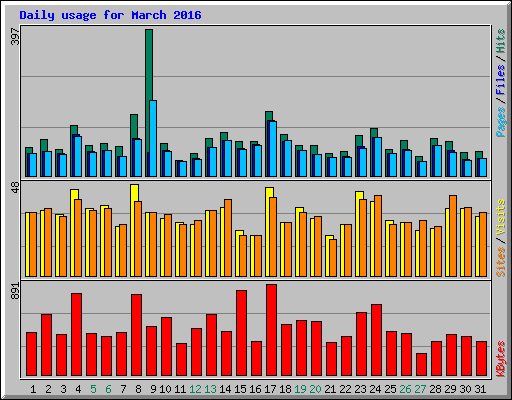 Daily usage for March 2016
397
Pages / Files / Hits
48
Sites / Visits
891
KBytes
1 2 3 4 5 6 7 8 9 10 11 12 13 14 15 16 17 18 19 20 21 22 23 24 25 26 27 28 29 30 31